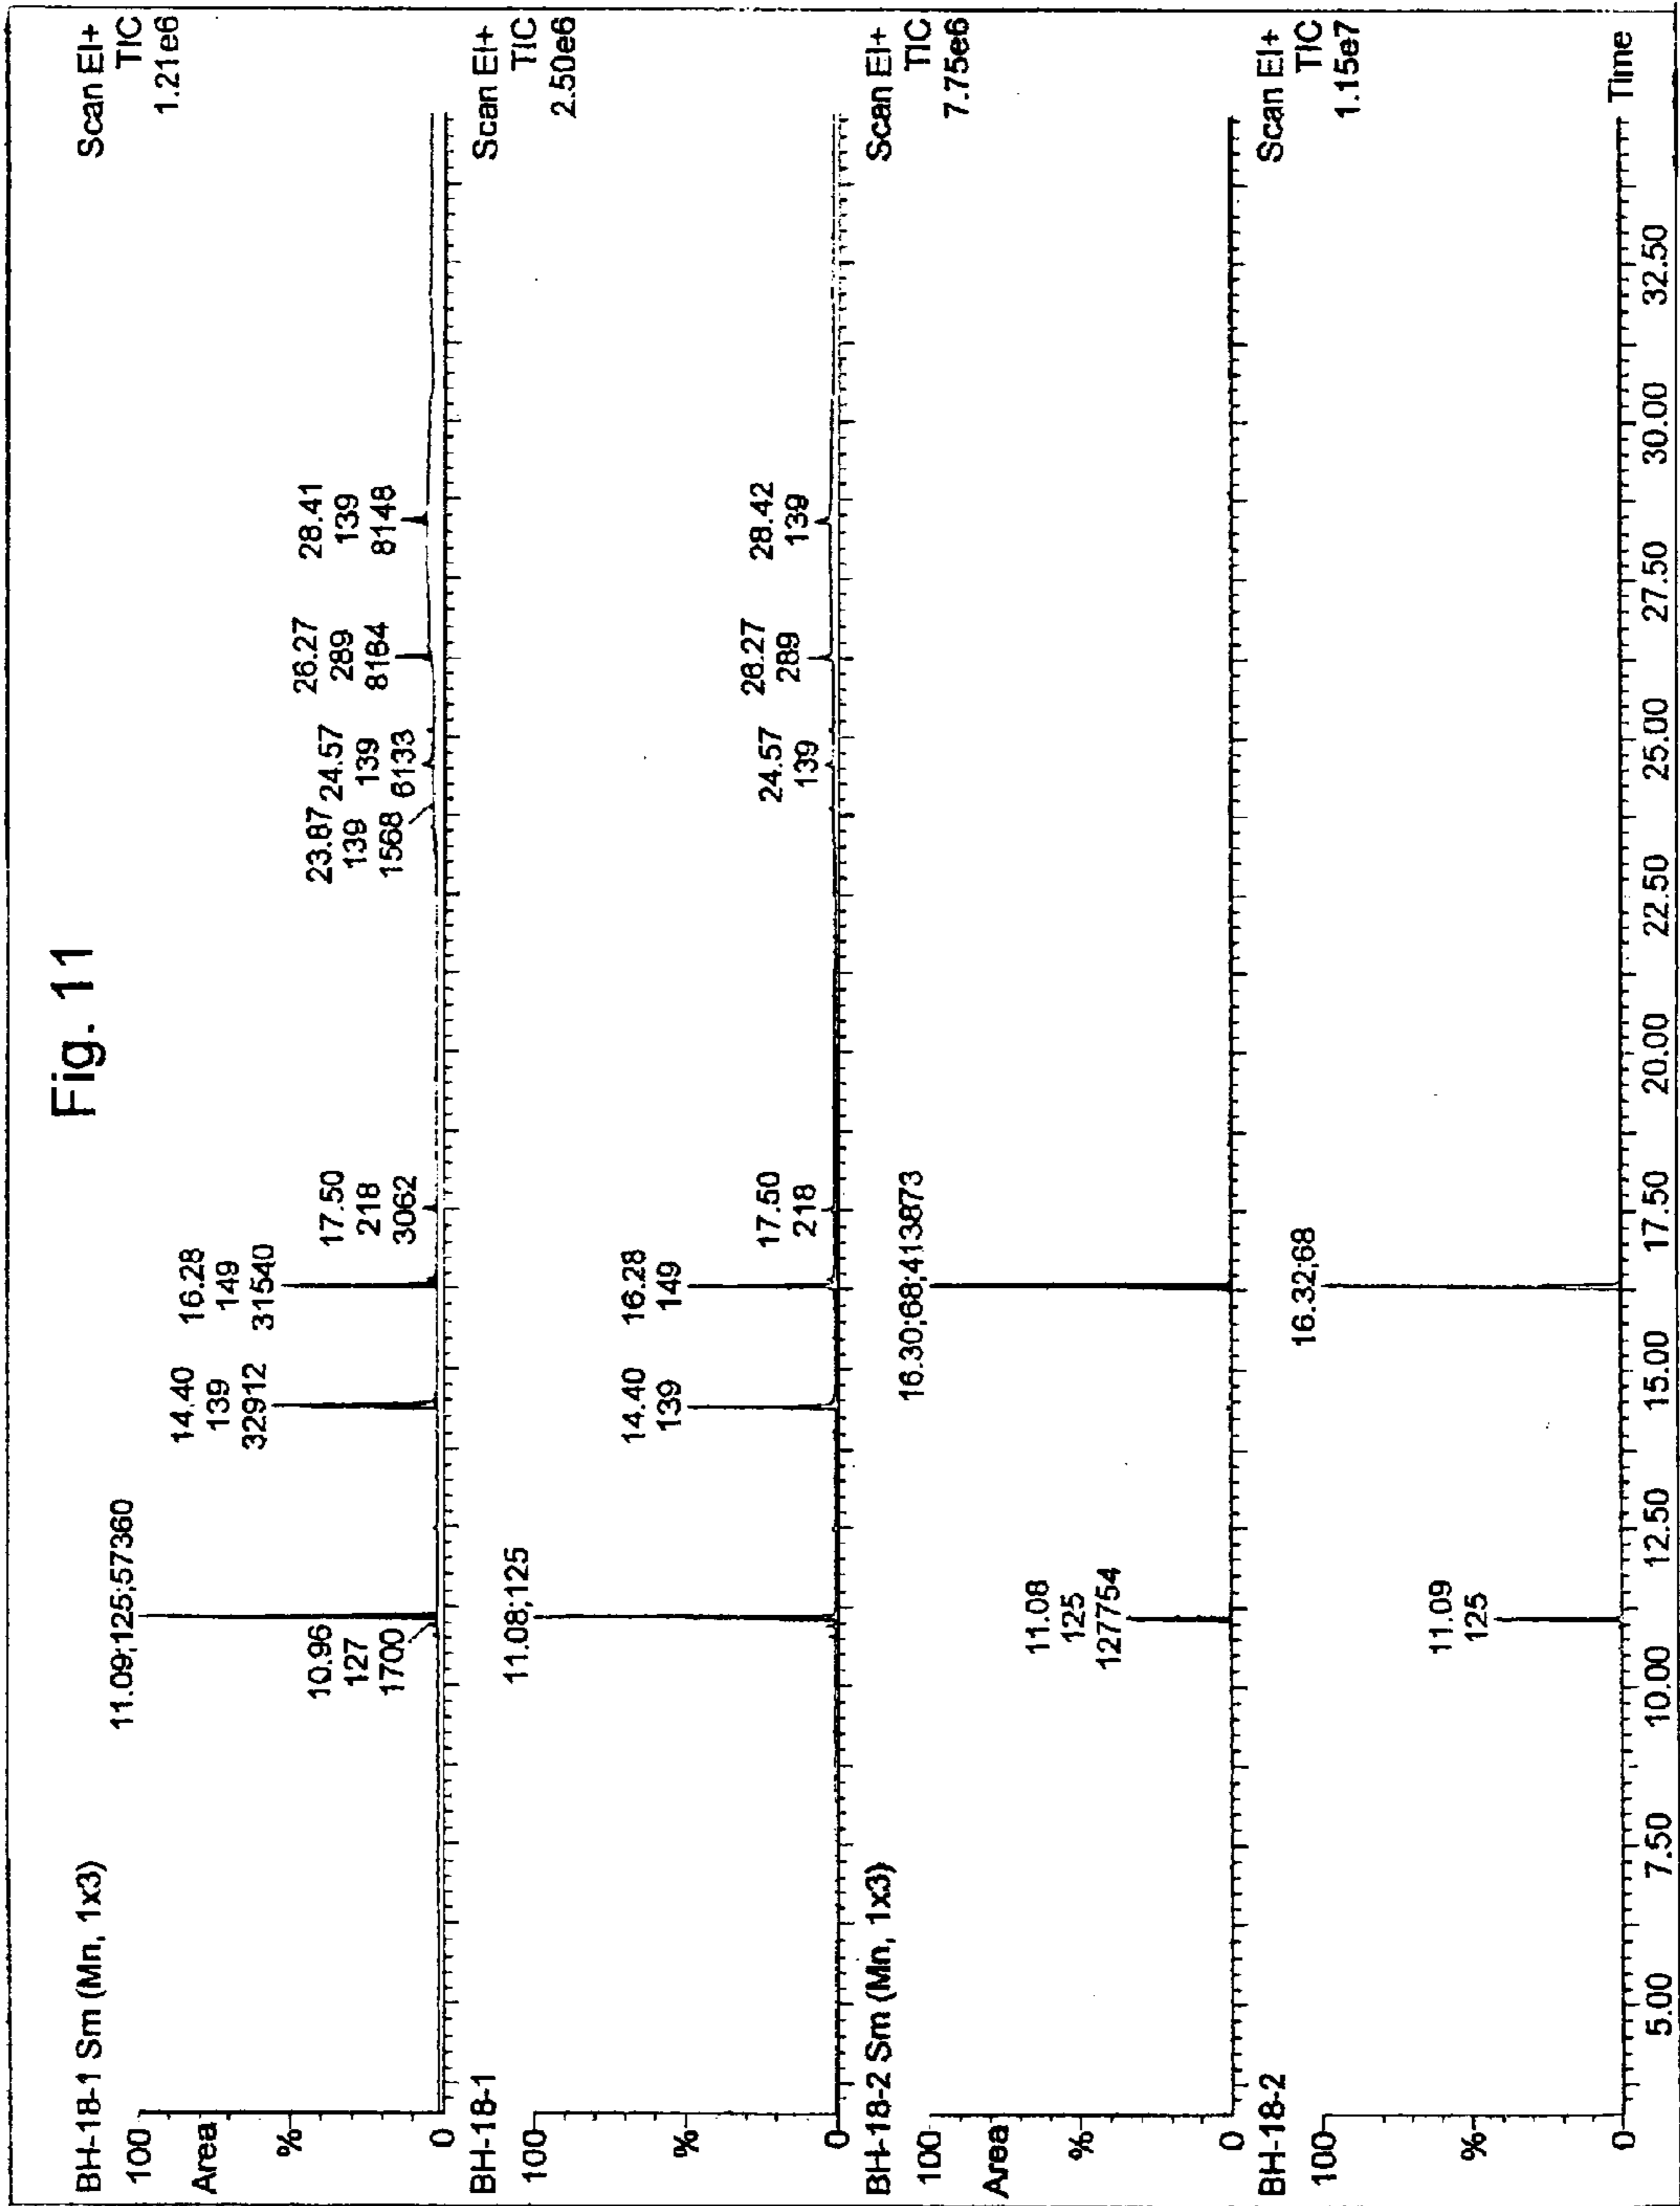 Fig. 11
BH-18-1 Sm (Mn, 1x3)
Scan EI+
TIC
1.21e6
100
Area
%
0
11.09;125;57360
10.96
127
1700
14.40
139
32912
16.28
149
31540
17.50
218
3062
23.87
139
1568
24.57
139
6133
26.27
289
8164
28.41
139
8148
BH-18-1
Scan EI+
TIC
2.50e6
100
%
0
11.08;125
14.40
139
16.28
149
17.50
218
24.57
139
26.27
289
28.42
139
BH-18-2 Sm (Mn, 1x3)
Scan EI+
TIC
7.75e6
100
Area
%
0
11.08
125
127754
16.30;68;413873
BH-18-2
Scan EI+
TIC
1.15e7
100
%
0
11.09
125
16.32;68
5.00 7.50 10.00 12.50 15.00 17.50 20.00 22.50 25.00 27.50 30.00 32.50
Time